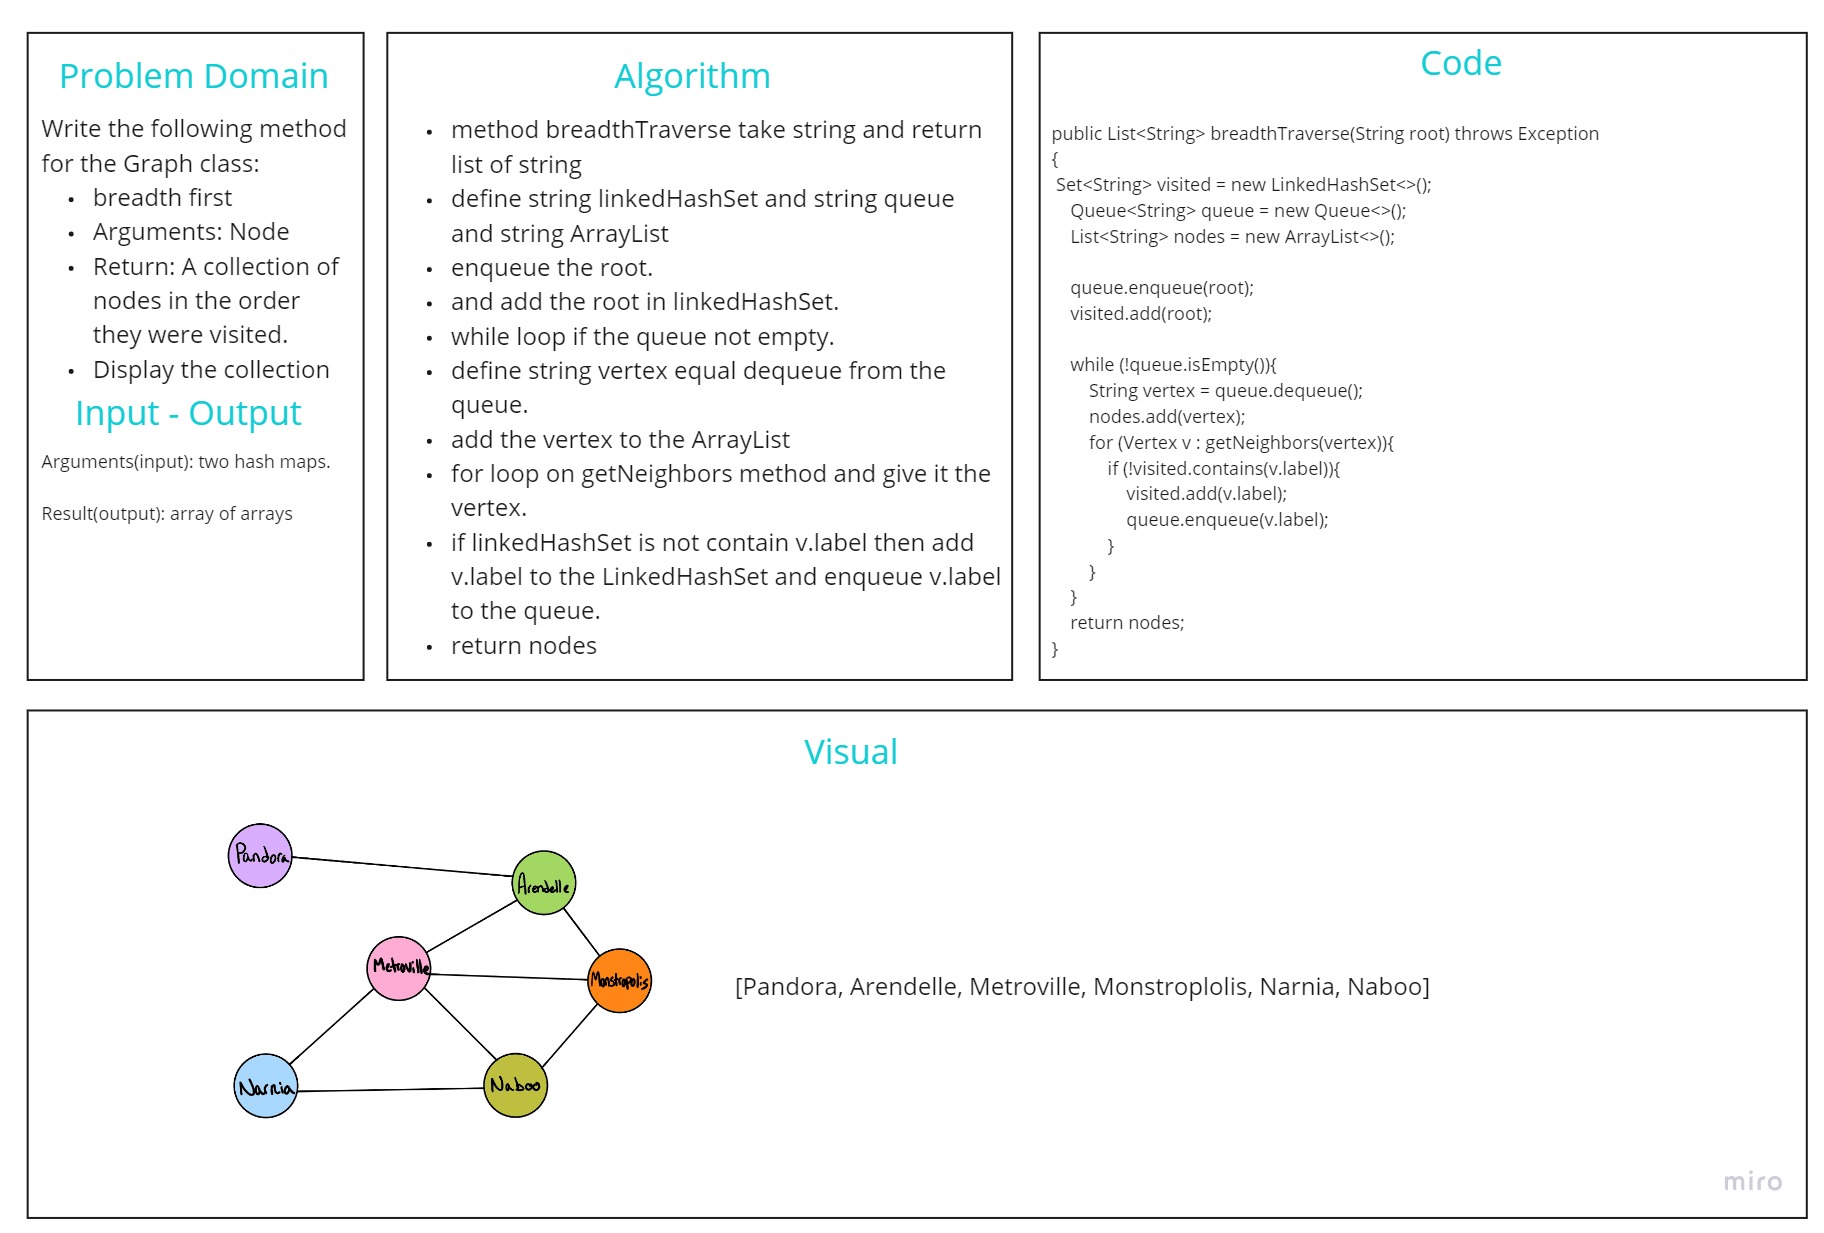 Problem Domain
Write the following method
for the Graph class:
• breadth first
• Arguments: Node
• Return: A collection of
nodes in the order
they were visited.
• Display the collection
Input - Output
Arguments(input): two hash maps.
Result(output): array of arrays
Algorithm
• method breadthTraverse take string and return
list of string
• define string linkedHashSet and string queue
and string ArrayList
• enqueue the root.
• and add the root in linkedHashSet.
• while loop if the queue not empty.
• define string vertex equal dequeue from the
queue.
• add the vertex to the ArrayList
• for loop on getNeighbors method and give it the
vertex.
• if linkedHashSet is not contain v.label then add
v.label to the LinkedHashSet and enqueue v.label
to the queue.
• return nodes
Code
public List<String> breadthTraverse(String root) throws Exception
{
Set<String> visited = new LinkedHashSet<>();
Queue<String> queue = new Queue<>();
List<String> nodes = new ArrayList<>();
queue.enqueue(root);
visited.add(root);
while (!queue.isEmpty()){
String vertex = queue.dequeue();
nodes.add(vertex);
for (Vertex v : getNeighbors(vertex)){
if (!visited.contains(v.label)){
visited.add(v.label);
queue.enqueue(v.label);
}
}
}
return nodes;
}
Visual
Pandora
Arendelle
Metroville
Monstropolis
Narnia
Naboo
[Pandora, Arendelle, Metroville, Monstroplolis, Narnia, Naboo]
miro